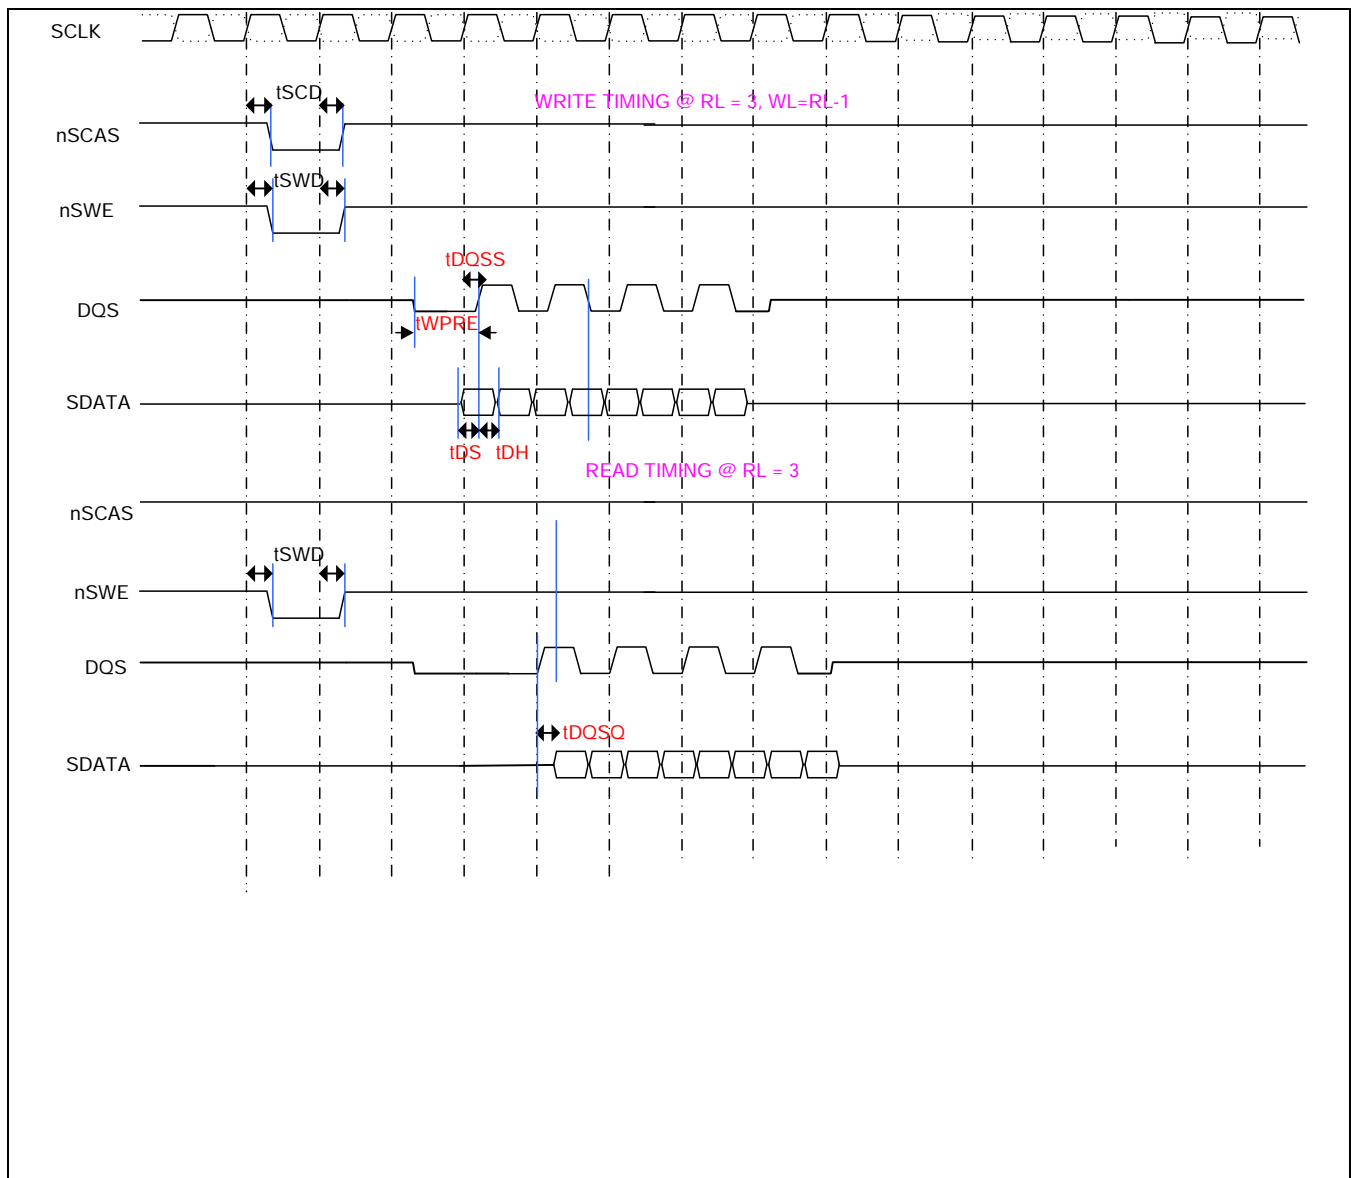 SCLK
tSCD
WRITE TIMING @ RL = 3, WL=RL-1
nSCAS
tSWD
nSWE
tDQSS
DQS
tWPRE
SDATA
tDS tDH
READ TIMING @ RL = 3
nSCAS
tSWD
nSWE
DQS
tDQSQ
SDATA